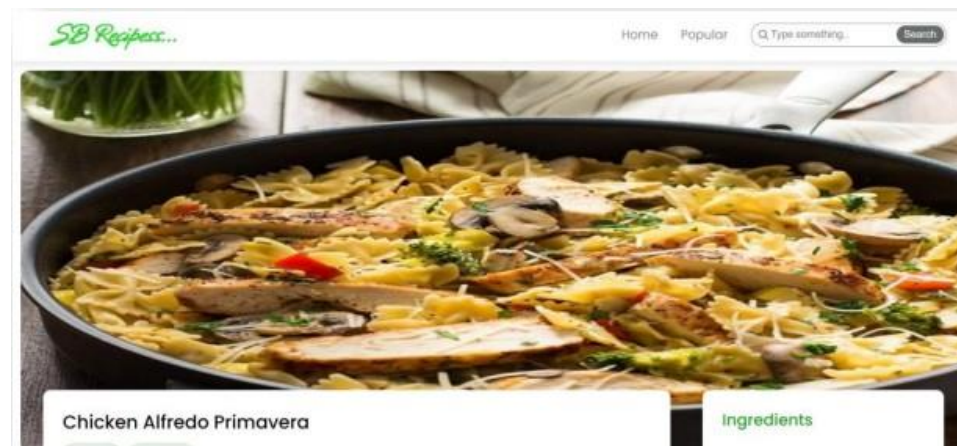 SB Recipess...
Home Popular Type something.. Search
Chicken Alfredo Primavera
Ingredients